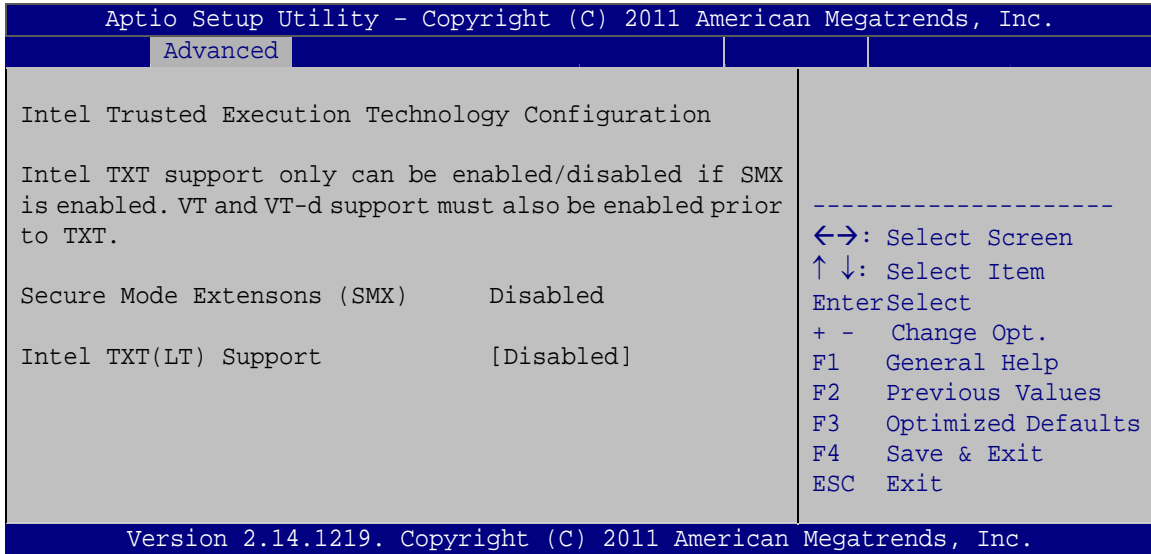 Aptio Setup Utility – Copyright (C) 2011 American Megatrends, Inc.
Advanced
Intel Trusted Execution Technology Configuration
Intel TXT support only can be enabled/disabled if SMX
is enabled. VT and VT-d support must also be enabled prior
to TXT.
Secure Mode Extensons (SMX) Disabled
Intel TXT(LT) Support [Disabled]
---------------------
←→: Select Screen
↑ ↓: Select Item
EnterSelect
+ - Change Opt.
F1 General Help
F2 Previous Values
F3 Optimized Defaults
F4 Save & Exit
ESC Exit
Version 2.14.1219. Copyright (C) 2011 American Megatrends, Inc.